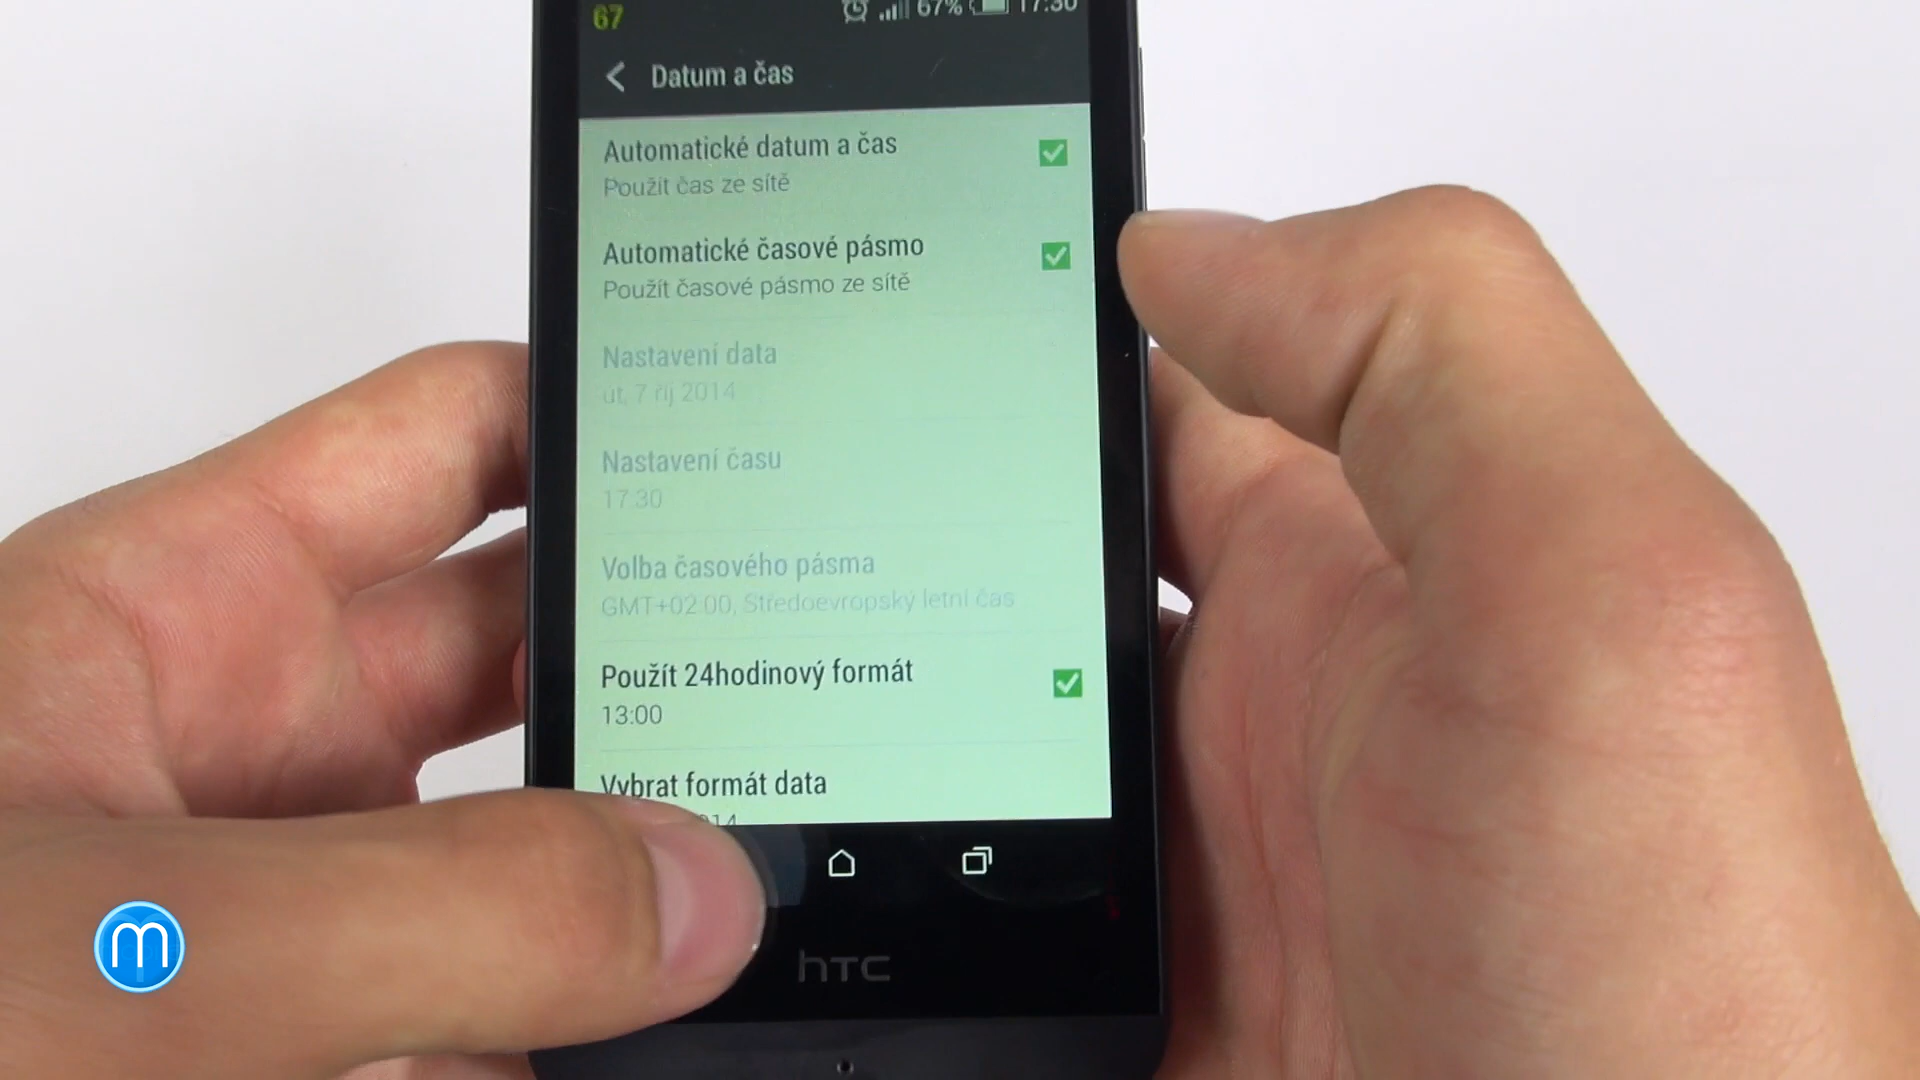 67 67% 17:30
Datum a čas
Automatické datum a čas
Použít čas ze sítě
Automatické časové pásmo
Použít časové pásmo ze sítě
Nastavení data
út, 7 říj 2014
Nastavení času
17:30
Volba časového pásma
GMT+02:00, Středoevropský letní čas
Použít 24hodinový formát
13:00
Vybrat formát data
hTC
m